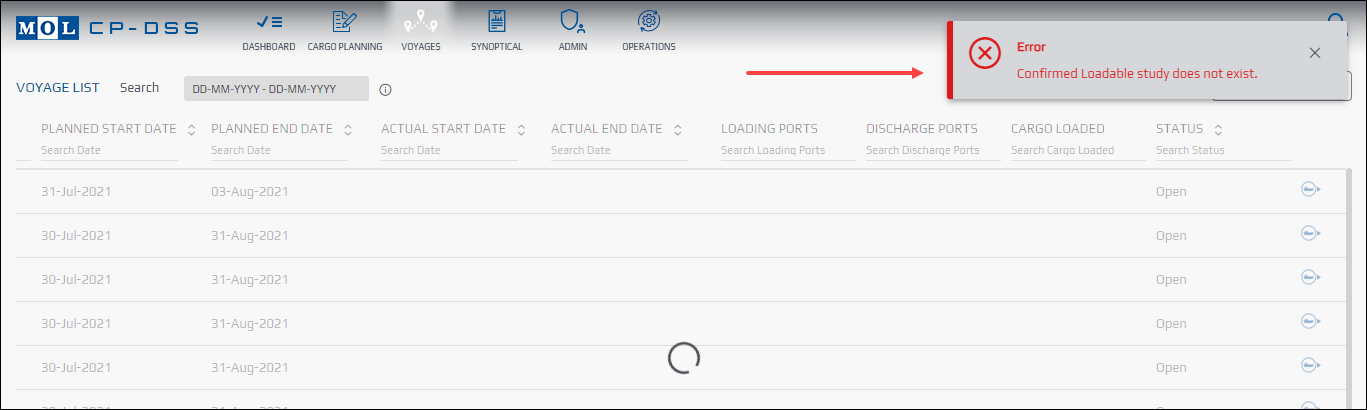 MOL CP-DSS
DASHBOARD CARGO PLANNING VOYAGES SYNOPTICAL ADMIN OPERATIONS
Error
Confirmed Loadable study does not exist.
VOYAGE LIST Search DD-MM-YYYY - DD-MM-YYYY
PLANNED START DATE PLANNED END DATE ACTUAL START DATE ACTUAL END DATE LOADING PORTS DISCHARGE PORTS CARGO LOADED STATUS
Search Date Search Date Search Date Search Date Search Loading Ports Search Discharge Ports Search Cargo Loaded Search Status
31-Jul-2021 03-Aug-2021 Open
30-Jul-2021 31-Aug-2021 Open
30-Jul-2021 31-Aug-2021 Open
30-Jul-2021 31-Aug-2021 Open
30-Jul-2021 31-Aug-2021 Open